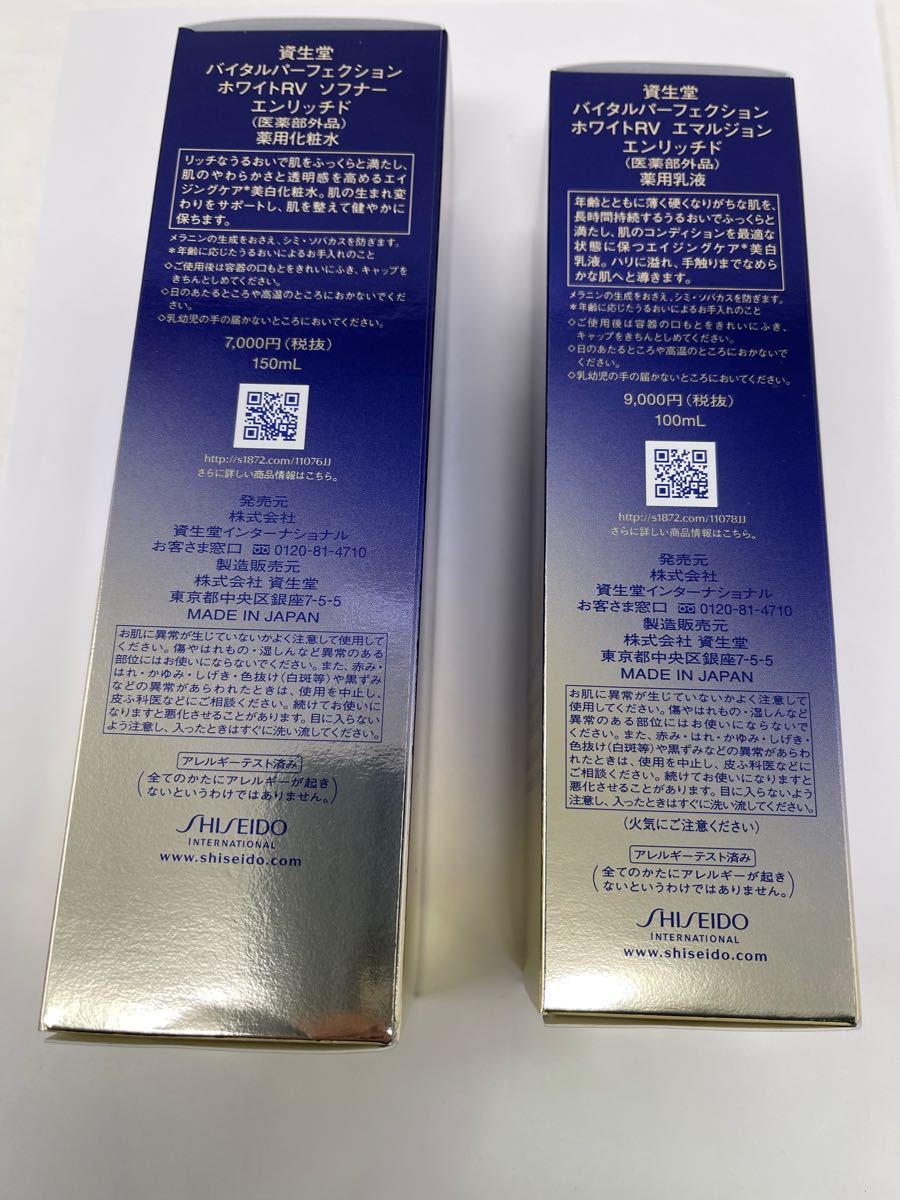 資生堂
バイタルパーフェクション
ホワイトRV ソフナー
エンリッチド
(医薬部外品)
薬用化粧水
リッチなうるおいで肌をふっくらと満たし、
肌のやわらかさと透明感を高めるエイ
ジングケア*美白化粧水。肌の生まれ変
わりをサポートし、肌を整えて健やかに
保ちます。
メラニンの生成をおさえ、シミ・ソバカスを防ぎます。
*年齢に応じたうるおいによるお手入れのこと
◇ご使用後は容器の口もとをきれいにふき、キャップを
きちんとしめてください。
◇日のあたるところや高温のところにおかないでくだ
さい。
◇乳幼児の手の届かないところにおいてください。
7,000円(税抜)
150mL
http://s1872.com/11076JJ
さらに詳しい商品情報はこちら。
発売元
株式会社
資生堂インターナショナル
お客さま窓口 0120-81-4710
製造販売元
株式会社 資生堂
東京都中央区銀座7-5-5
MADE IN JAPAN
お肌に異常が生じていないかよく注意して使用して
ください。傷やはれもの・湿しんなど異常のある
部位にはお使いにならないでください。また、赤み・
はれ・かゆみ・しげき・色抜け(白斑等)や黒ずみ
などの異常があらわれたときは、使用を中止し、
皮ふ科医などにご相談ください。続けてお使いに
なりますと悪化させることがあります。目に入らない
よう注意し、入ったときはすぐに洗い流してください。
アレルギーテスト済み
(全てのかたにアレルギーが起き
ないというわけではありません。)
SHISEIDO
INTERNATIONAL
www.shiseido.com
資生堂
バイタルパーフェクション
ホワイトRV エマルジョン
エンリッチド
(医薬部外品)
薬用乳液
年齢とともに薄く硬くなりがちな肌を、
長時間持続するうるおいでふっくらと
満たし、肌のコンディションを最適な
状態に保つエイジングケア*美白
乳液。ハリに溢れ、手触りまでなめら
かな肌へと導きます。
メラニンの生成をおさえ、シミ・ソバカスを防ぎます。
*年齢に応じたうるおいによるお手入れのこと
◇ご使用後は容器の口もとをきれいにふき、
キャップをきちんとしめてください。
◇日のあたるところや高温のところにおかないで
ください。
◇乳幼児の手の届かないところにおいてください。
9,000円(税抜)
100mL
http://s1872.com/11078JJ
さらに詳しい商品情報はこちら。
発売元
株式会社
資生堂インターナショナル
お客さま窓口 0120-81-4710
製造販売元
株式会社 資生堂
東京都中央区銀座7-5-5
MADE IN JAPAN
お肌に異常が生じていないかよく注意して
使用してください。傷やはれもの・湿しんなど
異常のある部位にはお使いにならないで
ください。また、赤み・はれ・かゆみ・しげき・
色抜け(白斑等)や黒ずみなどの異常があらわ
れたときは、使用を中止し、皮ふ科医などに
ご相談ください。続けてお使いになりますと
悪化させることがあります。目に入らないよう
注意し、入ったときはすぐに洗い流してください。
(火気にご注意ください)
アレルギーテスト済み
(全てのかたにアレルギーが起き
ないというわけではありません。)
SHISEIDO
INTERNATIONAL
www.shiseido.com